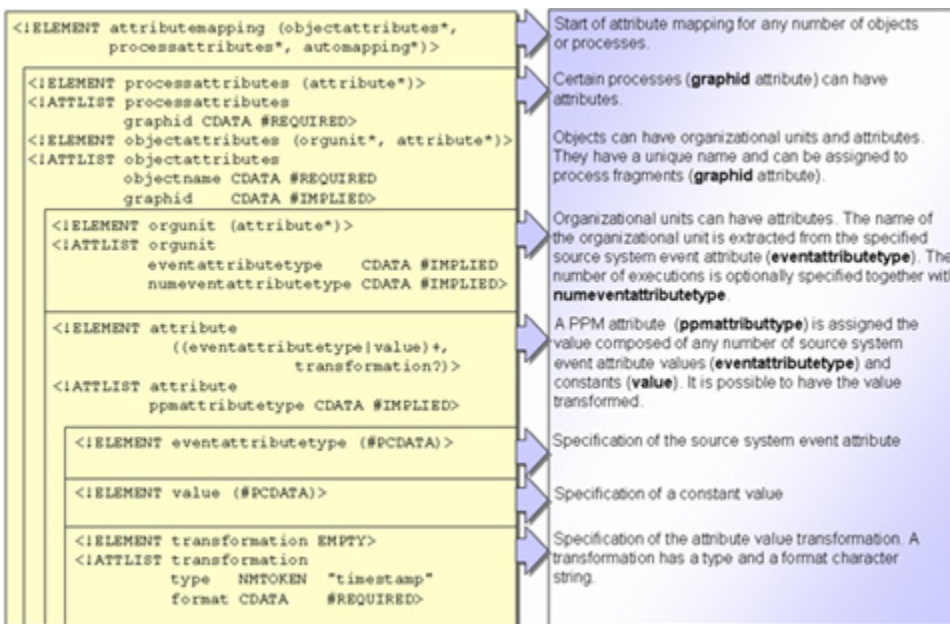 <!ELEMENT attributemapping (objectattributes*,
processattributes*, automapping*)>
Start of attribute mapping for any number of objects
or processes.
<!ELEMENT processattributes (attribute*)>
<!ATTLIST processattributes
graphid CDATA #REQUIRED>
<!ELEMENT objectattributes (orgunit*, attribute*)>
<!ATTLIST objectattributes
objectname CDATA #REQUIRED
graphid CDATA #IMPLIED>
Certain processes (graphid attribute) can have
attributes.
Objects can have organizational units and attributes.
They have a unique name and can be assigned to
process fragments (graphid attribute).
<!ELEMENT orgunit (attribute*)>
<!ATTLIST orgunit
eventattributetype CDATA #IMPLIED
numeventattributetype CDATA #IMPLIED>
Organizational units can have attributes. The name of
the organizational unit is extracted from the specified
source system event attribute (eventattributetype). The
number of executions is optionally specified together with
numeventattributetype.
<!ELEMENT attribute
((eventattributetype|value)+,
transformation?)>
<!ATTLIST attribute
ppmattributetype CDATA #IMPLIED>
A PPM attribute (ppmattributtype) is assigned the
value composed of any number of source system
event attribute values (eventattributetype) and
constants (value). It is possible to have the value
transformed.
<!ELEMENT eventattributetype (#PCDATA)>
Specification of the source system event attribute
<!ELEMENT value (#PCDATA)>
Specification of a constant value
<!ELEMENT transformation EMPTY>
<!ATTLIST transformation
type NMTOKEN "timestamp"
format CDATA #REQUIRED>
Specification of the attribute value transformation. A
transformation has a type and a format character
string.